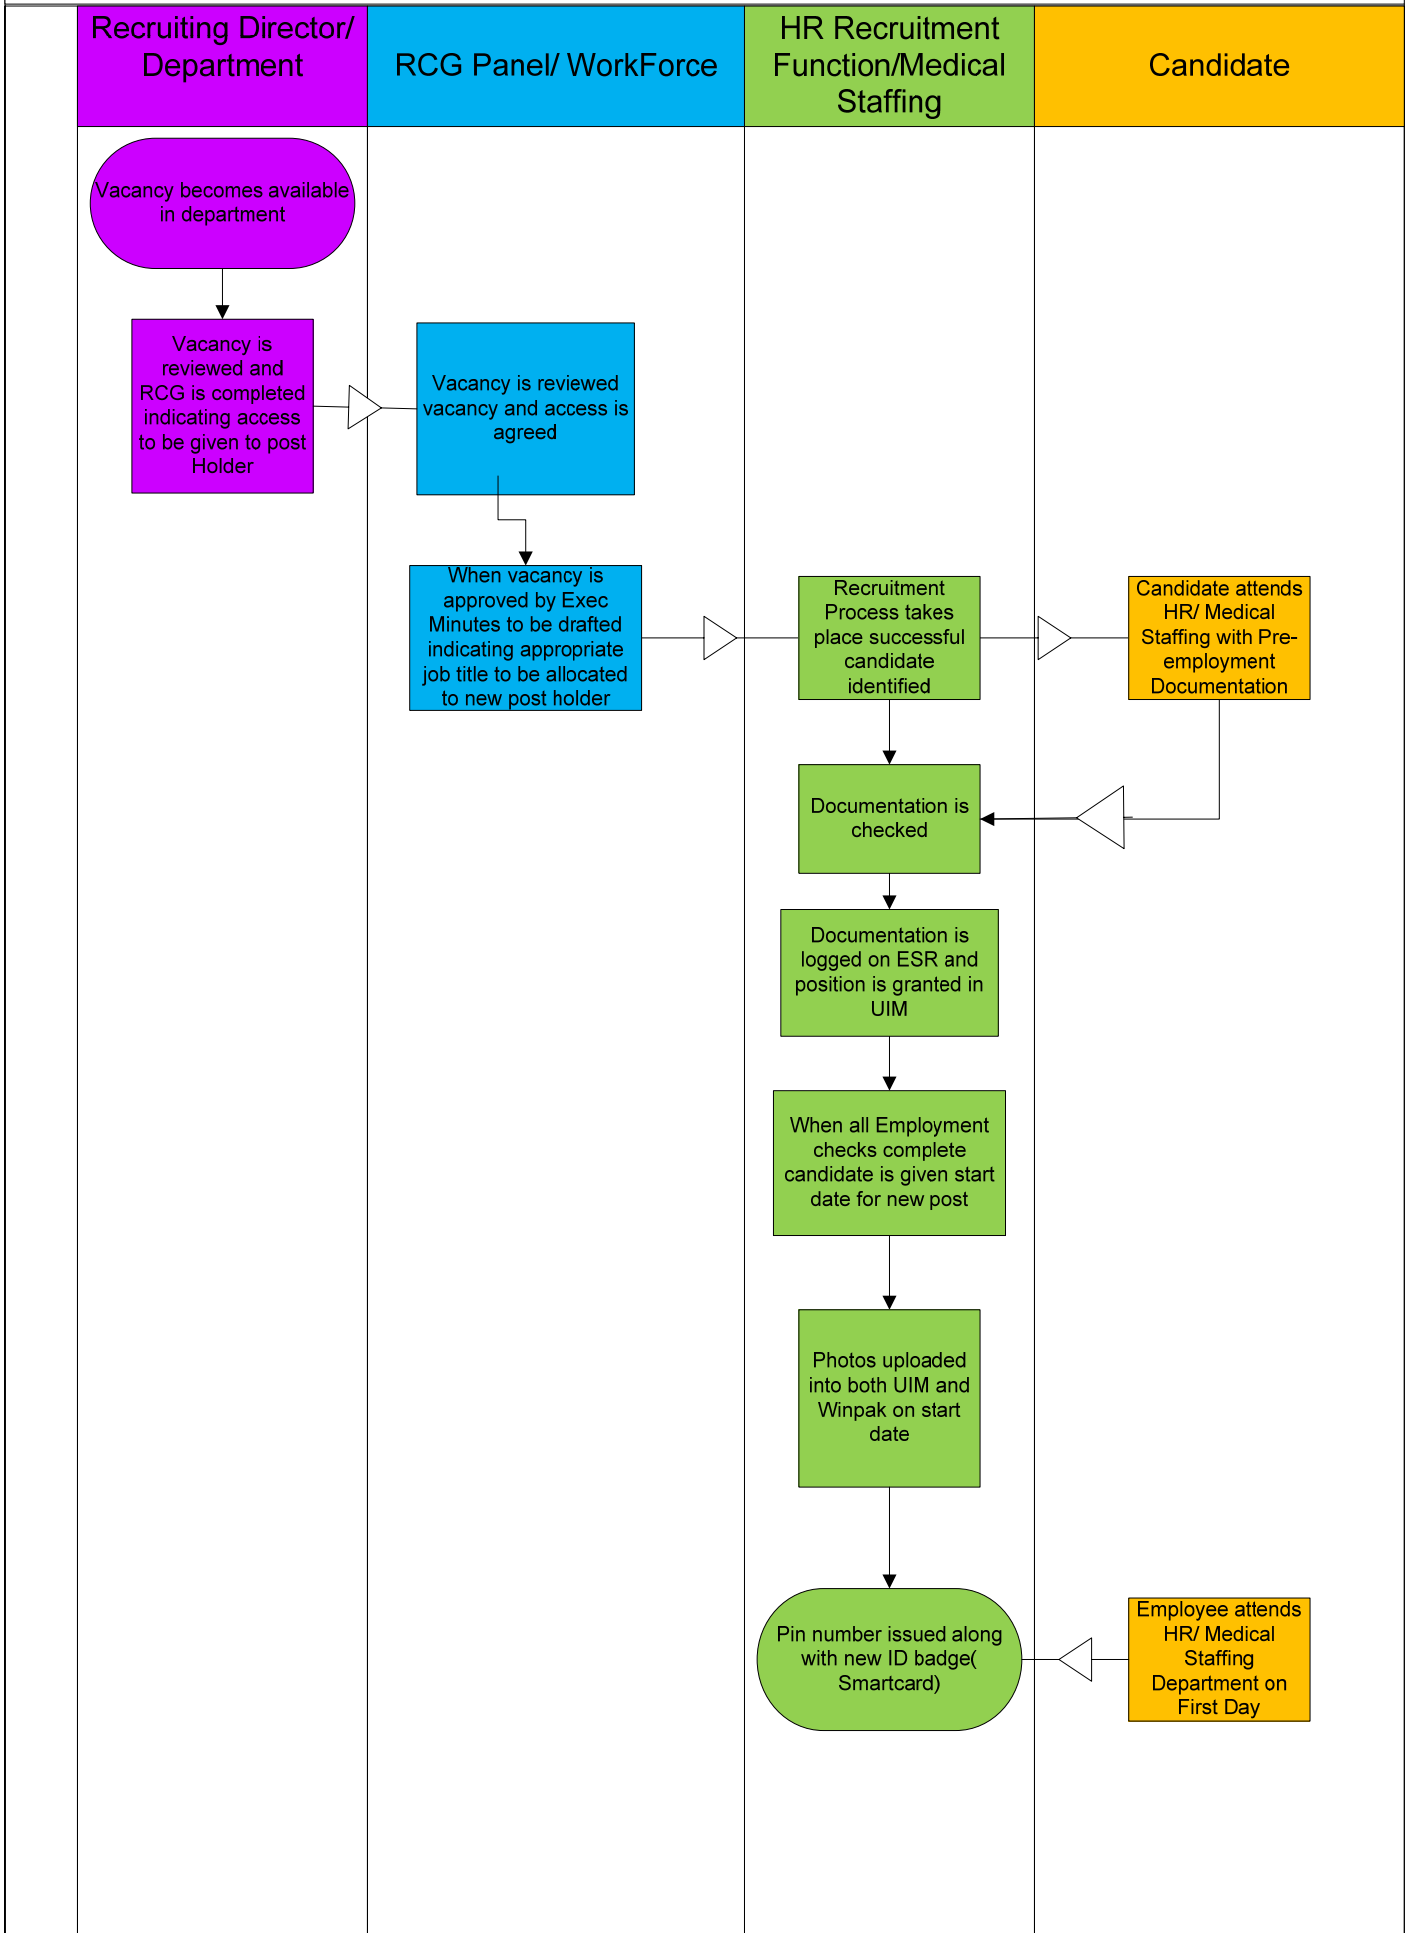 Recruiting Director/
Department
RCG Panel/ WorkForce
HR Recruitment
Function/Medical
Staffing
Candidate
Vacancy becomes available
in department
Vacancy is
reviewed and
RCG is completed
indicating access
to be given to post
Holder
Vacancy is reviewed
vacancy and access is
agreed
When vacancy is
approved by Exec
Minutes to be drafted
indicating appropriate
job title to be allocated
to new post holder
Recruitment
Process takes
place successful
candidate
identified
Candidate attends
HR/ Medical
Staffing with Pre-
employment
Documentation
Documentation is
checked
Documentation is
logged on ESR and
position is granted in
UIM
When all Employment
checks complete
candidate is given start
date for new post
Photos uploaded
into both UIM and
Winpak on start
date
Pin number issued along
with new ID badge(
Smartcard)
Employee attends
HR/ Medical
Staffing
Department on
First Day